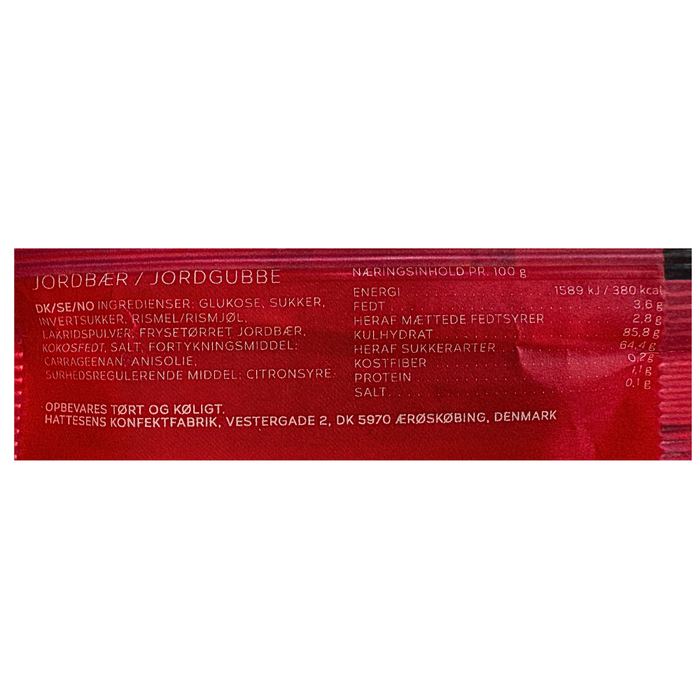 JORDBÆR / JORDGUBBE
DK/SE/NO INGREDIENSER: GLUKOSE, SUKKER,
INVERTSUKKER, RISMEL/RISMJØL,
LAKRIDSPULVER, FRYSETØRRET JORDBÆR,
KOKOSFEDT, SALT, FORTYKNINGSMIDDEL:
CARRAGEENAN, ANISOLIE,
SURHEDSREGULERENDE MIDDEL: CITRONSYRE.
OPBEVARES TØRT OG KØLIGT.
HATTESENS KONFEKTFABRIK, VESTERGADE 2, DK 5970 ÆRØSKØBING, DENMARK
NÆRINGSINHOLD PR. 100 g
ENERGI 1589 kJ / 380 kcal
FEDT 3,6 g
HERAF MÆTTEDE FEDTSYRER 2,8 g
KULHYDRAT 85,8 g
HERAF SUKKERARTER 64,4 g
KOSTFIBER 0,7 g
PROTEIN 1,1 g
SALT 0,1 g